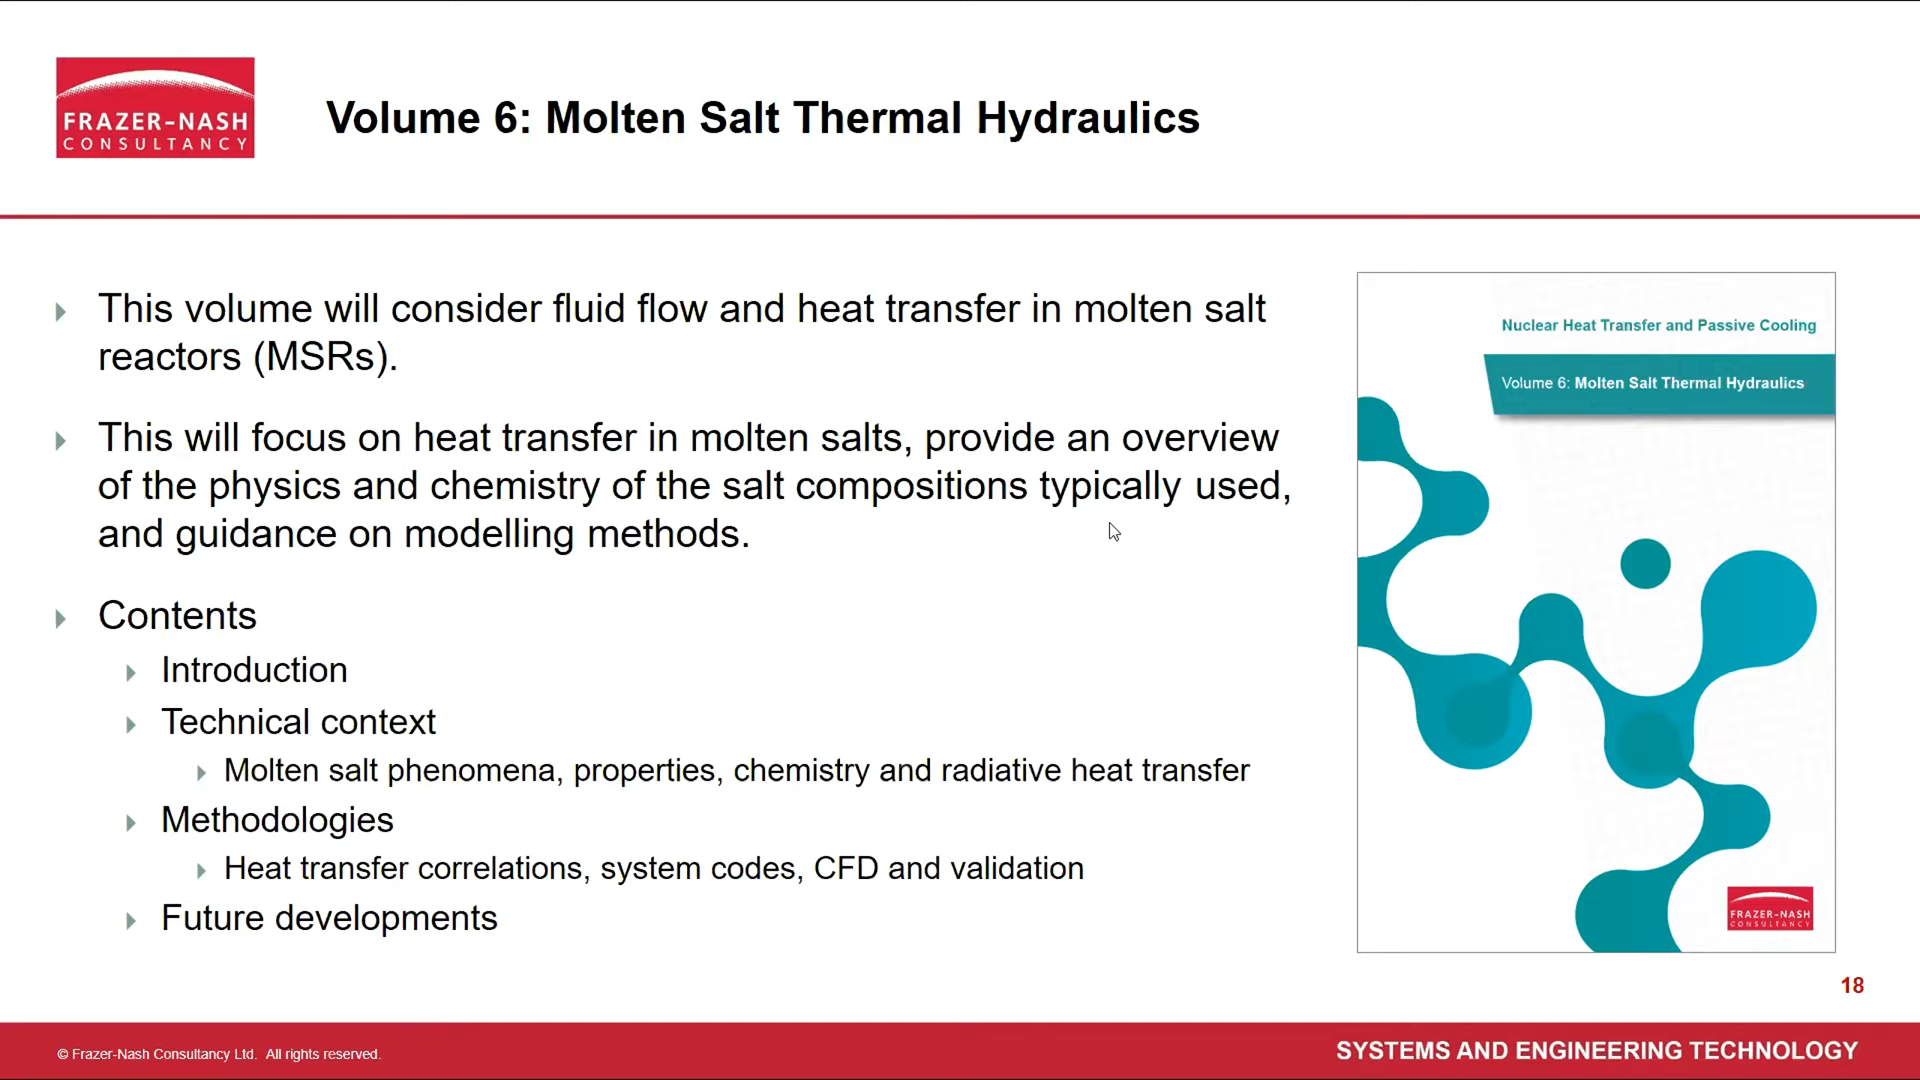 FRAZER-NASH
CONSULTANCY
Volume 6: Molten Salt Thermal Hydraulics
This volume will consider fluid flow and heat transfer in molten salt
reactors (MSRs).
This will focus on heat transfer in molten salts, provide an overview
of the physics and chemistry of the salt compositions typically used,
and guidance on modelling methods.
Contents
Introduction
Technical context
Molten salt phenomena, properties, chemistry and radiative heat transfer
Methodologies
Heat transfer correlations, system codes, CFD and validation
Future developments
Nuclear Heat Transfer and Passive Cooling
Volume 6: Molten Salt Thermal Hydraulics
FRAZER-NASH
CONSULTANCY
18
© Frazer-Nash Consultancy Ltd. All rights reserved.
SYSTEMS AND ENGINEERING TECHNOLOGY